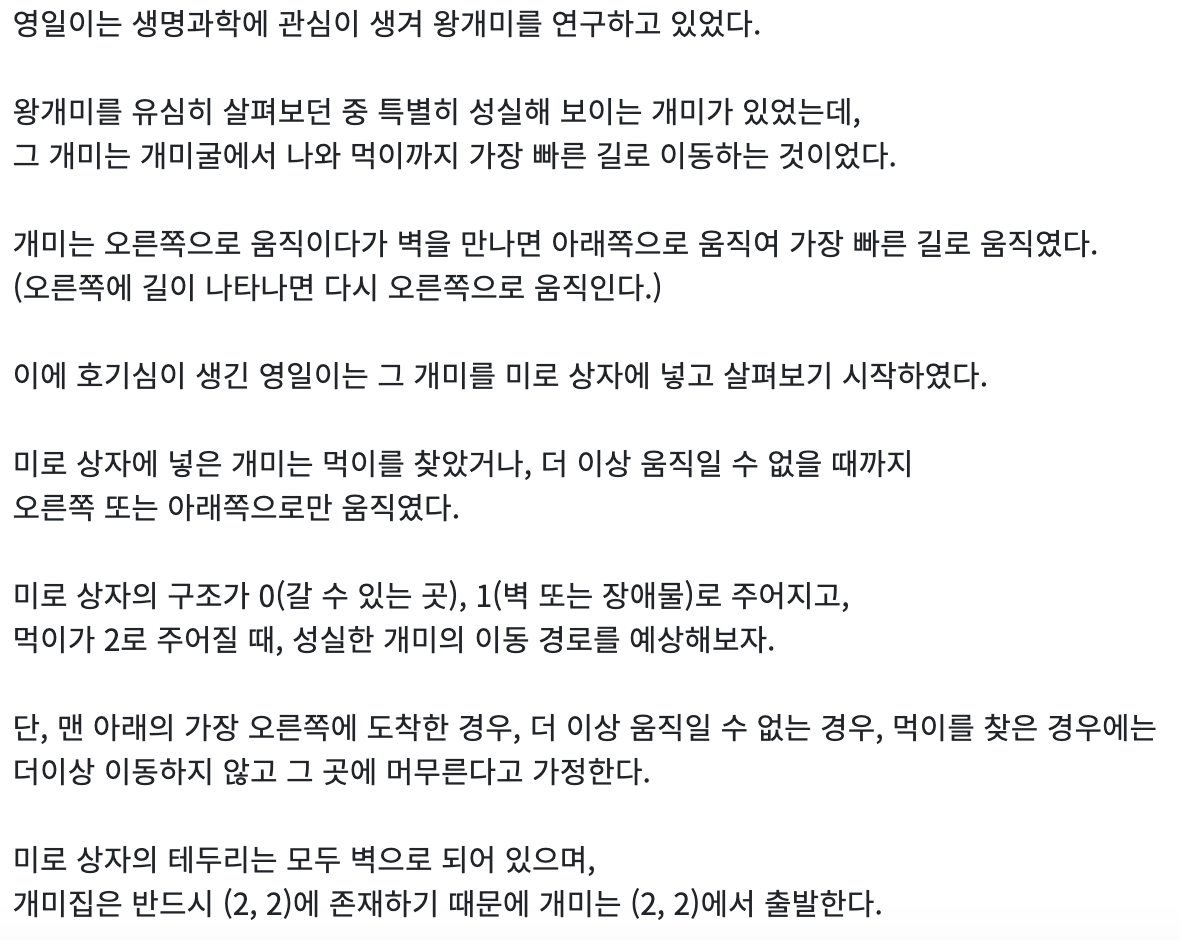 영일이는 생명과학에 관심이 생겨 왕개미를 연구하고 있었다.
왕개미를 유심히 살펴보던 중 특별히 성실해 보이는 개미가 있었는데,
그 개미는 개미굴에서 나와 먹이까지 가장 빠른 길로 이동하는 것이었다.
개미는 오른쪽으로 움직이다가 벽을 만나면 아래쪽으로 움직여 가장 빠른 길로 움직였다.
(오른쪽에 길이 나타나면 다시 오른쪽으로 움직인다.)
이에 호기심이 생긴 영일이는 그 개미를 미로 상자에 넣고 살펴보기 시작하였다.
미로 상자에 넣은 개미는 먹이를 찾았거나, 더 이상 움직일 수 없을 때까지
오른쪽 또는 아래쪽으로만 움직였다.
미로 상자의 구조가 0(갈 수 있는 곳), 1(벽 또는 장애물)로 주어지고,
먹이가 2로 주어질 때, 성실한 개미의 이동 경로를 예상해보자.
단, 맨 아래의 가장 오른쪽에 도착한 경우, 더 이상 움직일 수 없는 경우, 먹이를 찾은 경우에는
더이상 이동하지 않고 그 곳에 머무른다고 가정한다.
미로 상자의 테두리는 모두 벽으로 되어 있으며,
개미집은 반드시 (2, 2)에 존재하기 때문에 개미는 (2, 2)에서 출발한다.